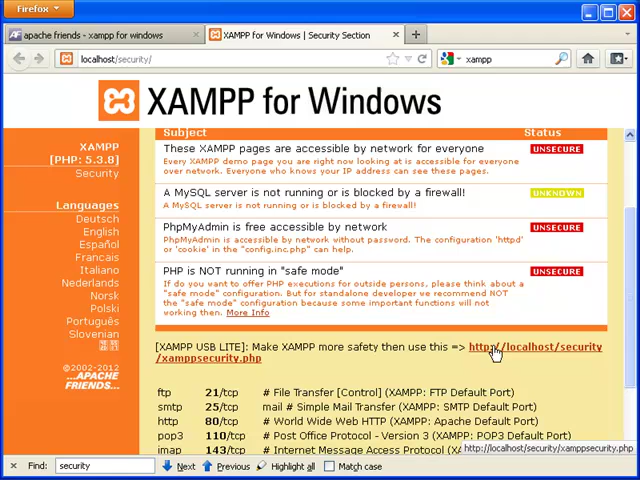 Firefox
apache friends - xampp for windows
XAMPP for Windows | Security Section
localhost/security/
xampp
XAMPP for Windows
XAMPP
[PHP: 5.3.8]
Security
Languages
Deutsch
English
Español
Francais
Italiano
Nederlands
Norsk
Polski
Português
Slovenian
中文
©2002-2012
...APACHE
FRIENDS...
Subject Status
These XAMPP pages are accessible by network for everyone UNSECURE
Every XAMPP demo page you are right now looking at is accessible for everyone
over network. Everyone who knows your IP address can see these pages.
A MySQL server is not running or is blocked by a firewall! UNKNOWN
A MySQL server is not running or is blocked by a firewall!
PhpMyAdmin is free accessible by network UNSECURE
PhpMyAdmin is accessible by network without password. The configuration 'httpd'
or 'cookie' in the "config.inc.php" can help.
PHP is NOT running in "safe mode" UNSECURE
If do you want to offer PHP executions for outside persons, please think about a
"safe mode" configuration. But for standalone developer we recommend NOT
the "safe mode" configuration because some important functions will not
working then. More Info
[XAMPP USB LITE]: Make XAMPP more safety then use this => http://localhost/security
/xamppsecurity.php
ftp 21/tcp # File Transfer [Control] (XAMPP: FTP Default Port)
smtp 25/tcp mail # Simple Mail Transfer (XAMPP: SMTP Default Port)
http 80/tcp # World Wide Web HTTP (XAMPP: Apache Default Port)
pop3 110/tcp # Post Office Protocol - Version 3 (XAMPP: POP3 Default Port)
imap 143/tcp # Internet Message Access Protocol
http://localhost/security/xamppsecurity.php
Find: security Next Previous Highlight all Match case